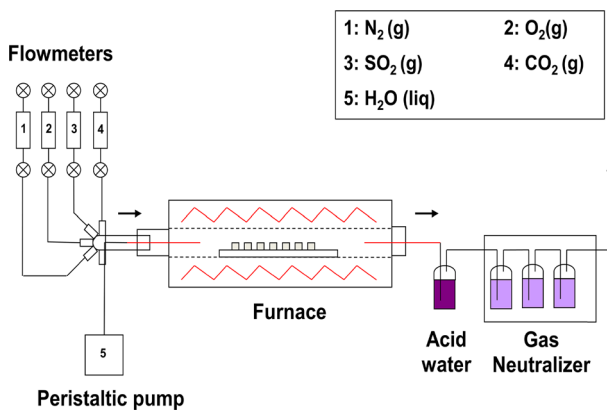 1: N₂ (g) 2: O₂(g)
3: SO₂ (g) 4: CO₂ (g)
5: H₂O (liq)
Flowmeters
1 2 3 4
Furnace
5
Peristaltic pump
Acid
water
Gas
Neutralizer